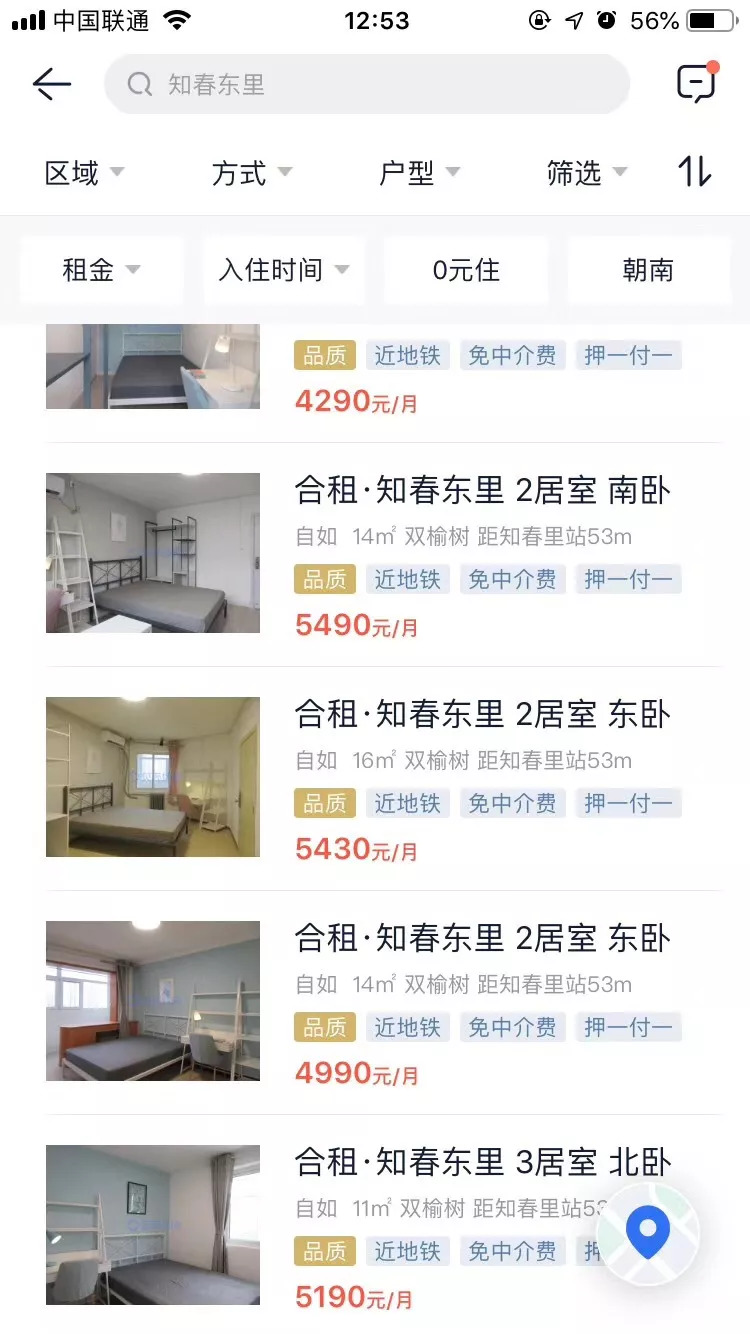 中国联通 12:53 56%
知春东里
区域 方式 户型 筛选
租金 入住时间 0元住 朝南
品质 近地铁 免中介费 押一付一
4290元/月
合租·知春东里 2居室 南卧
自如 14㎡ 双榆树 距知春里站53m
品质 近地铁 免中介费 押一付一
5490元/月
合租·知春东里 2居室 东卧
自如 16㎡ 双榆树 距知春里站53m
品质 近地铁 免中介费 押一付一
5430元/月
合租·知春东里 2居室 东卧
自如 14㎡ 双榆树 距知春里站53m
品质 近地铁 免中介费 押一付一
4990元/月
合租·知春东里 3居室 北卧
自如 11㎡ 双榆树 距知春里站53
品质 近地铁 免中介费 押
5190元/月